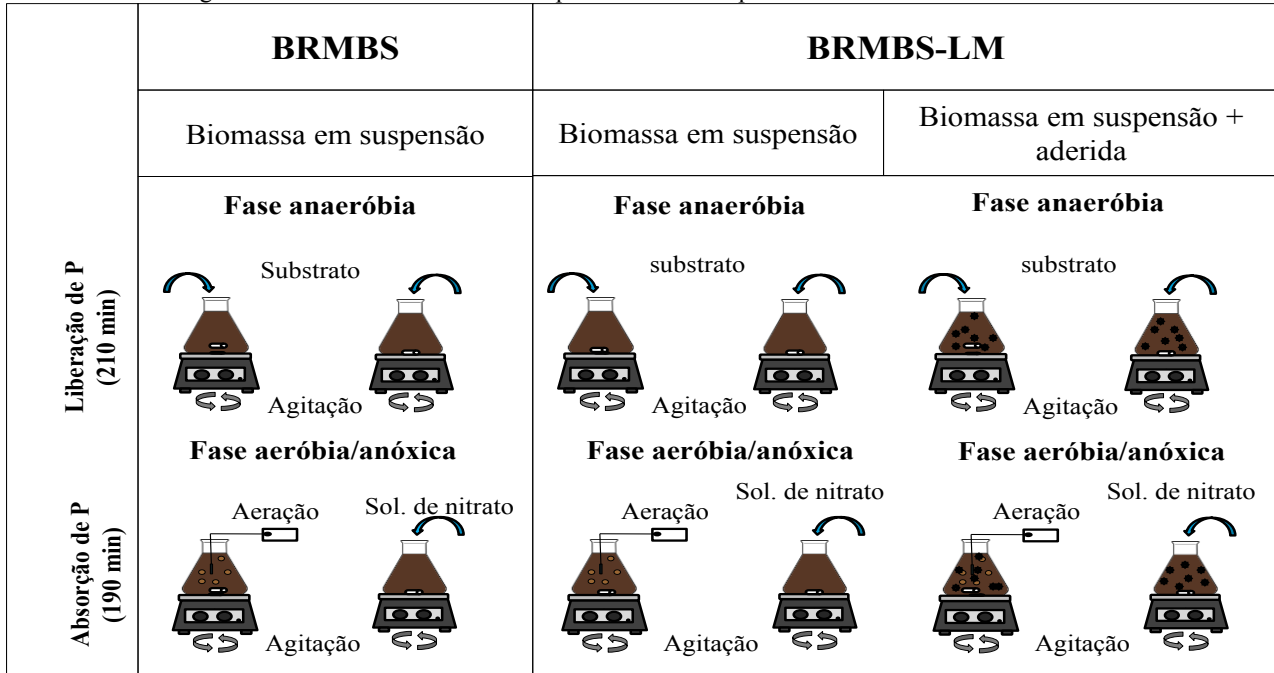 BRMBS
BRMBS-LM
Biomassa em suspensão
Biomassa em suspensão
Biomassa em suspensão +
aderida
Liberação de P
(210 min)
Fase anaeróbia
Substrato
Agitação
Fase anaeróbia
substrato
Agitação
Fase anaeróbia
substrato
Agitação
Absorção de P
(190 min)
Fase aeróbia/anóxica
Aeração
Sol. de nitrato
Agitação
Fase aeróbia/anóxica
Aeração
Sol. de nitrato
Agitação
Fase aeróbia/anóxica
Aeração
Sol. de nitrato
Agitação